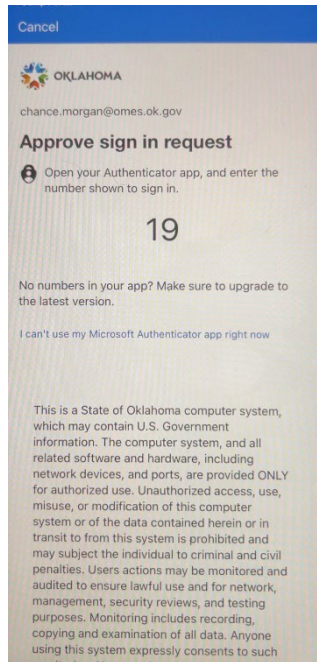 Cancel
OKLAHOMA
chance.morgan@omes.ok.gov
Approve sign in request
Open your Authenticator app, and enter the
number shown to sign in.
19
No numbers in your app? Make sure to upgrade to
the latest version.
I can't use my Microsoft Authenticator app right now
This is a State of Oklahoma computer system,
which may contain U.S. Government
information. The computer system, and all
related software and hardware, including
network devices, and ports, are provided ONLY
for authorized use. Unauthorized access, use,
misuse, or modification of this computer
system or of the data contained herein or in
transit to from this system is prohibited and
may subject the individual to criminal and civil
penalties. Users actions may be monitored and
audited to ensure lawful use and for network,
management, security reviews, and testing
purposes. Monitoring includes recording,
copying and examination of all data. Anyone
using this system expressly consents to such